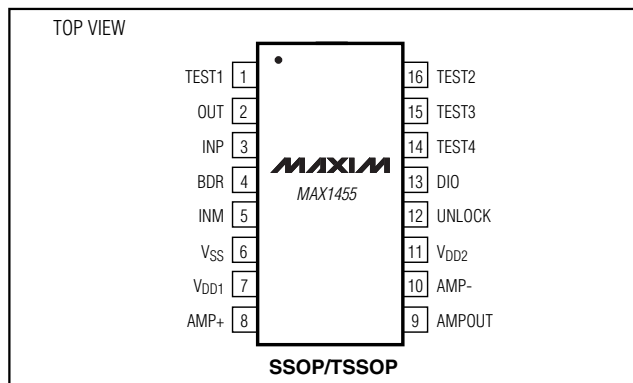 TOP VIEW
TEST1 1
OUT 2
INP 3
BDR 4
INM 5
VSS 6
VDD1 7
AMP+ 8
MAXIM
MAX1455
16 TEST2
15 TEST3
14 TEST4
13 DIO
12 UNLOCK
11 VDD2
10 AMP-
9 AMPOUT
SSOP/TSSOP